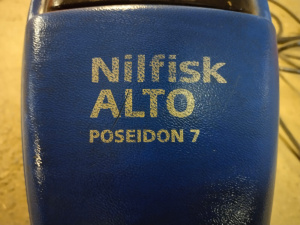 Nilfisk
ALTO
POSEIDON 7